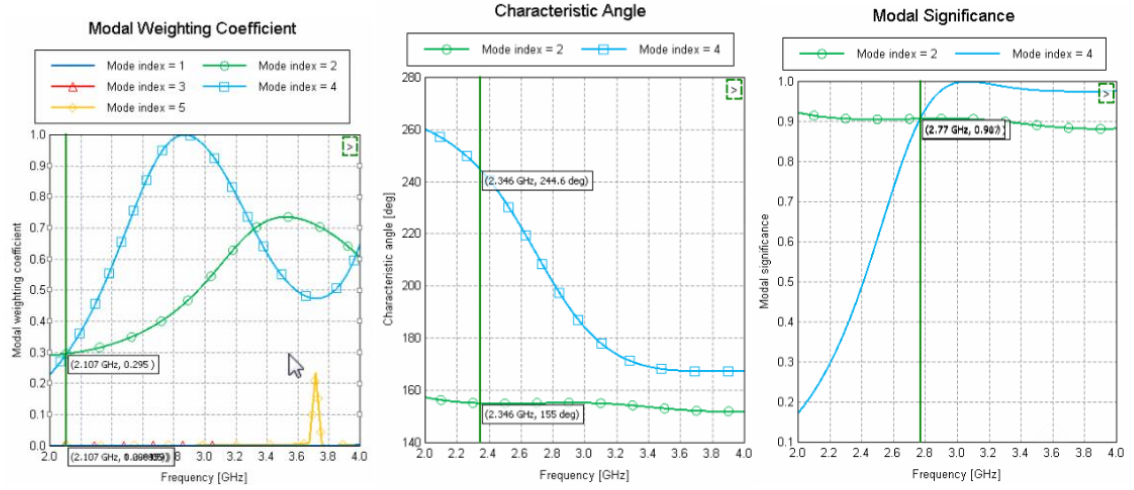 Modal Weighting Coefficient
Mode index = 1
Mode index = 2
Mode index = 3
Mode index = 4
Mode index = 5
Modal weighting coefficient
1.0
0.9
0.8
0.7
0.6
0.5
0.4
0.3
0.2
0.1
0.0
(2.107 GHz, 0.295 )
(2.107 GHz,
2.0 2.2 2.4 2.6 2.8 3.0 3.2 3.4 3.6 3.8 4.0
Frequency [GHz]
Characteristic Angle
Mode index = 2
Mode index = 4
Characteristic angle [deg]
280
260
240
220
200
180
160
140
(2.346 GHz, 244.6 deg)
(2.346 GHz, 155 deg)
2.0 2.2 2.4 2.6 2.8 3.0 3.2 3.4 3.6 3.8 4.0
Frequency [GHz]
Modal Significance
Mode index = 2
Mode index = 4
Modal significance
1.0
0.9
0.8
0.7
0.6
0.5
0.4
0.3
0.2
0.1
(2.77 GHz, 0.907)
2.0 2.2 2.4 2.6 2.8 3.0 3.2 3.4 3.6 3.8 4.0
Frequency [GHz]